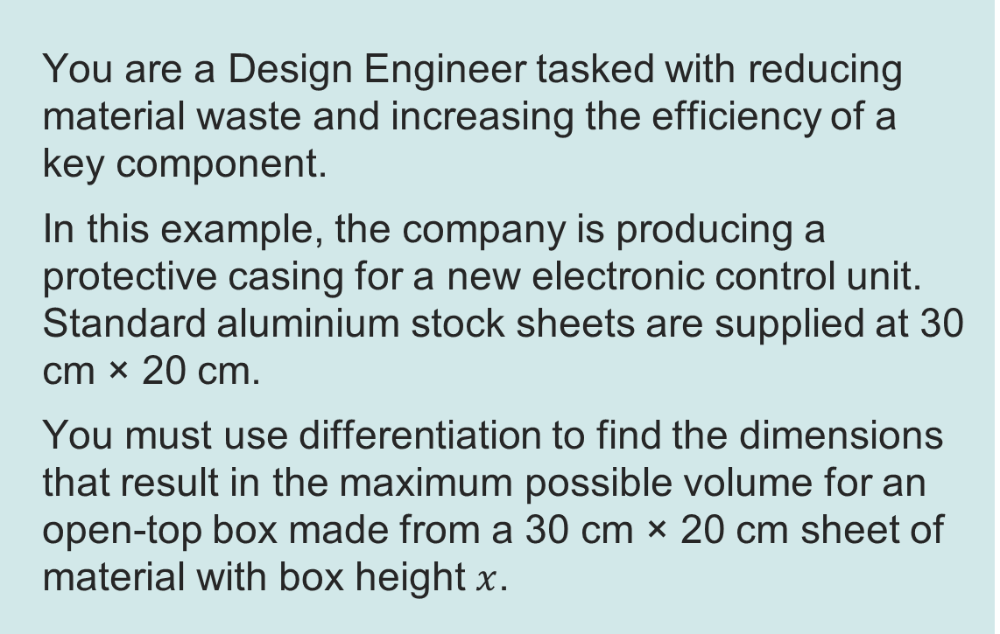 You are a Design Engineer tasked with reducing
material waste and increasing the efficiency of a
key component.
In this example, the company is producing a
protective casing for a new electronic control unit.
Standard aluminium stock sheets are supplied at 30
cm × 20 cm.
You must use differentiation to find the dimensions
that result in the maximum possible volume for an
open-top box made from a 30 cm × 20 cm sheet of
material with box height 𝑥.